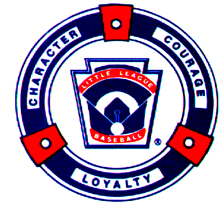 CHARACTER
COURAGE
LITTLE LEAGUE
BASEBALL
®
LOYALTY